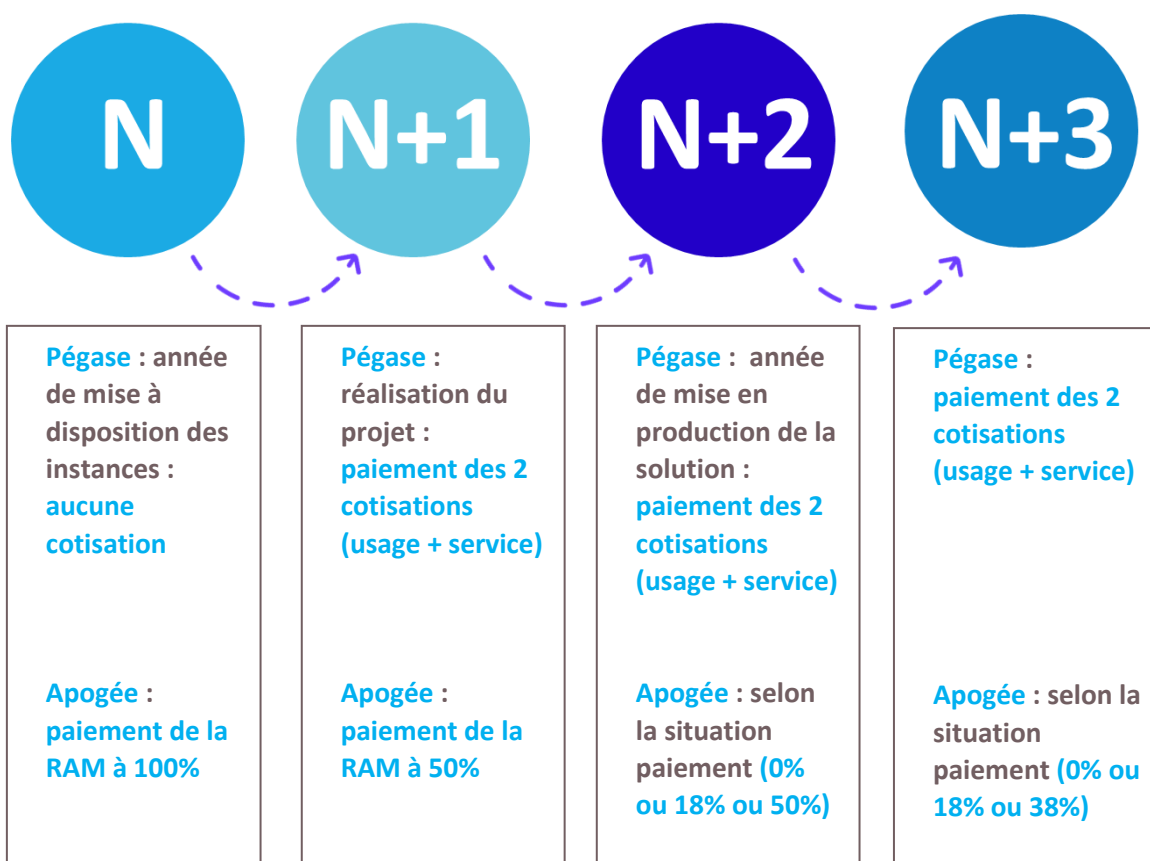 N
N+1
N+2
N+3
Pégase : année
de mise à
disposition des
instances :
aucune
cotisation
Apogée :
paiement de la
RAM à 100%
Pégase :
réalisation du
projet :
paiement des 2
cotisations
(usage + service)
Apogée :
paiement de la
RAM à 50%
Pégase :  année
de mise en
production de la
solution :
paiement des 2
cotisations
(usage + service)
Apogée : selon
la situation
paiement (0%
ou 18% ou 50%)
Pégase :
paiement des 2
cotisations
(usage + service)
Apogée : selon la
situation
paiement (0% ou
18% ou 38%)